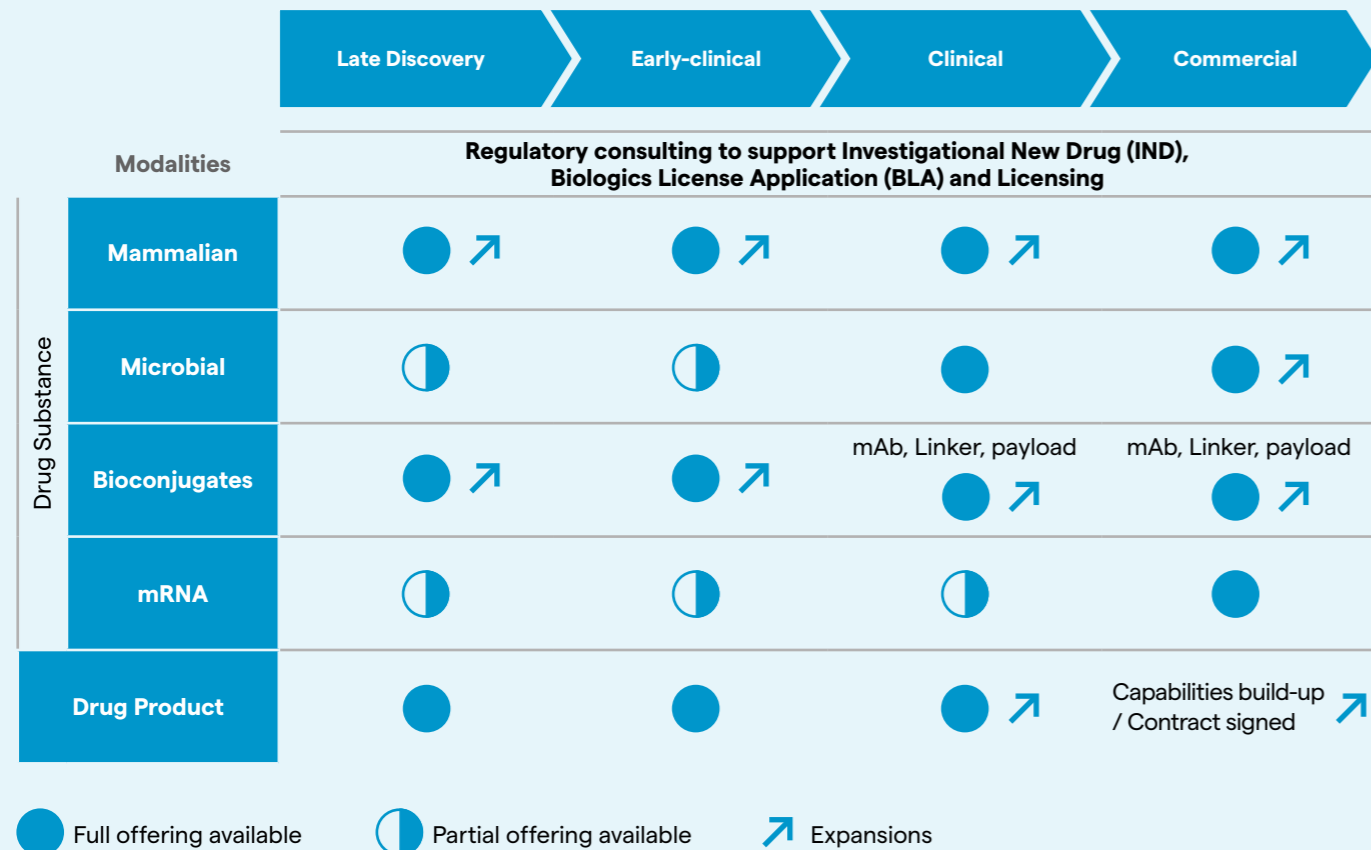 Late Discovery
Early-clinical
Clinical
Commercial
Modalities
Regulatory consulting to support Investigational New Drug (IND),
Biologics License Application (BLA) and Licensing
Drug Substance
Mammalian
Microbial
Bioconjugates
mAb, Linker, payload
mAb, Linker, payload
mRNA
Drug Product
Capabilities build-up
/ Contract signed
Full offering available
Partial offering available
Expansions